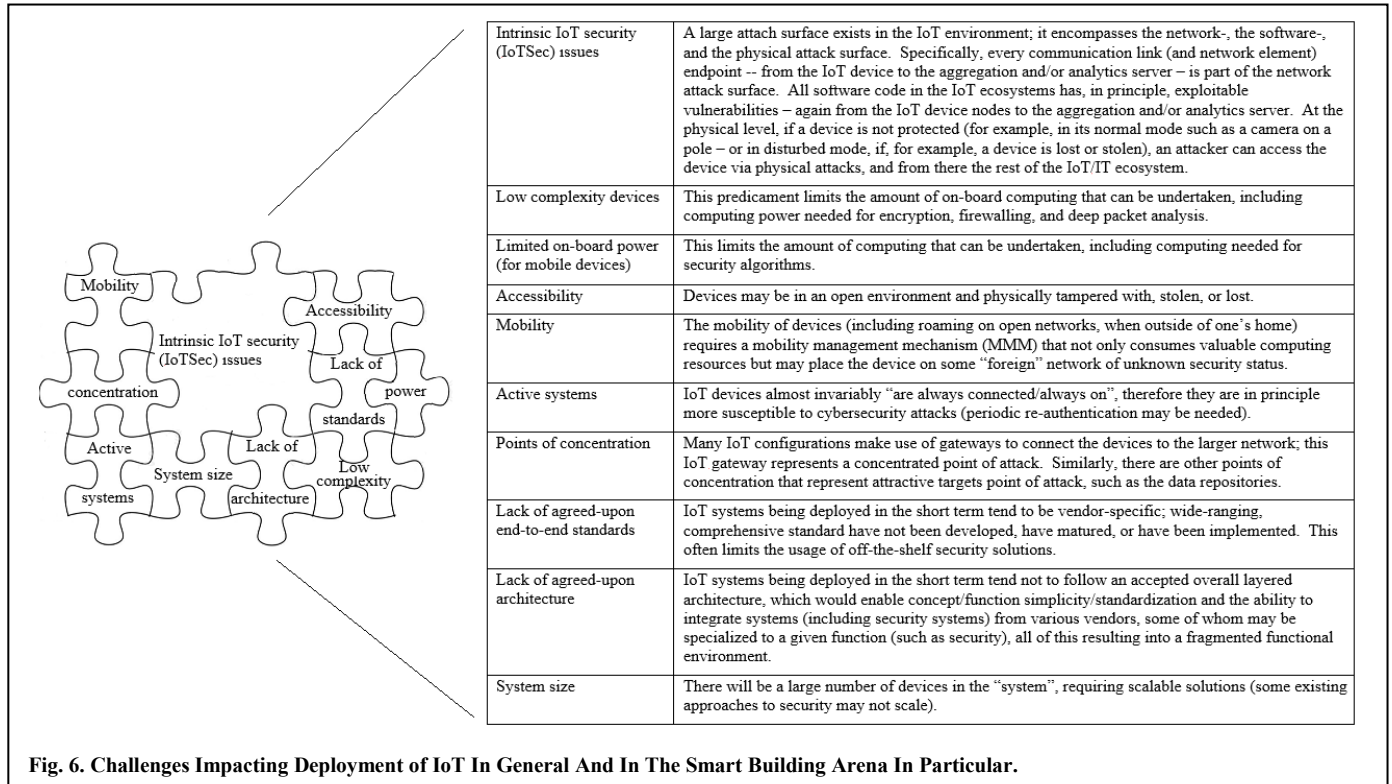 Mobility
Accessibility
Intrinsic IoT security
(IoTSec) issues
Lack of
concentration
power
standards
Active
Lack of
System size
Low
complexity
systems
architecture
Intrinsic IoT security
(IoTSec) issues
A large attach surface exists in the IoT environment; it encompasses the network-, the software-,
and the physical attack surface. Specifically, every communication link (and network element)
endpoint -- from the IoT device to the aggregation and/or analytics server – is part of the network
attack surface. All software code in the IoT ecosystems has, in principle, exploitable
vulnerabilities – again from the IoT device nodes to the aggregation and/or analytics server. At the
physical level, if a device is not protected (for example, in its normal mode such as a camera on a
pole – or in disturbed mode, if, for example, a device is lost or stolen), an attacker can access the
device via physical attacks, and from there the rest of the IoT/IT ecosystem.
Low complexity devices
This predicament limits the amount of on-board computing that can be undertaken, including
computing power needed for encryption, firewalling, and deep packet analysis.
Limited on-board power
(for mobile devices)
This limits the amount of computing that can be undertaken, including computing needed for
security algorithms.
Accessibility
Devices may be in an open environment and physically tampered with, stolen, or lost.
Mobility
The mobility of devices (including roaming on open networks, when outside of one's home)
requires a mobility management mechanism (MMM) that not only consumes valuable computing
resources but may place the device on some “foreign” network of unknown security status.
Active systems
IoT devices almost invariably “are always connected/always on”, therefore they are in principle
more susceptible to cybersecurity attacks (periodic re-authentication may be needed).
Points of concentration
Many IoT configurations make use of gateways to connect the devices to the larger network; this
IoT gateway represents a concentrated point of attack. Similarly, there are other points of
concentration that represent attractive targets point of attack, such as the data repositories.
Lack of agreed-upon
end-to-end standards
IoT systems being deployed in the short term tend to be vendor-specific; wide-ranging,
comprehensive standard have not been developed, have matured, or have been implemented. This
often limits the usage of off-the-shelf security solutions.
Lack of agreed-upon
architecture
IoT systems being deployed in the short term tend not to follow an accepted overall layered
architecture, which would enable concept/function simplicity/standardization and the ability to
integrate systems (including security systems) from various vendors, some of whom may be
specialized to a given function (such as security), all of this resulting into a fragmented functional
environment.
System size
There will be a large number of devices in the “system”, requiring scalable solutions (some existing
approaches to security may not scale).
Fig. 6. Challenges Impacting Deployment of IoT In General And In The Smart Building Arena In Particular.